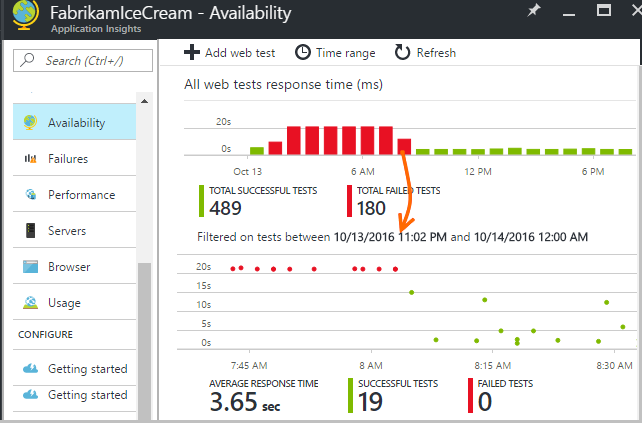 FabrikamIceCream - Availability
Application Insights
Search (Ctrl+/)
Availability
Failures
Performance
Servers
Browser
Usage
CONFIGURE
Getting started
Getting started
Add web test
Time range
Refresh
All web tests response time (ms)
20s
0s
Oct 13
6 AM
12 PM
6 PM
TOTAL SUCCESSFUL TESTS
489
TOTAL FAILED TESTS
180
Filtered on tests between 10/13/2016 11:02 PM and 10/14/2016 12:00 AM
20s
15s
10s
5s
0s
7:45 AM
8 AM
8:15 AM
8:30 AM
AVERAGE RESPONSE TIME
3.65 sec
SUCCESSFUL TESTS
19
FAILED TESTS
0